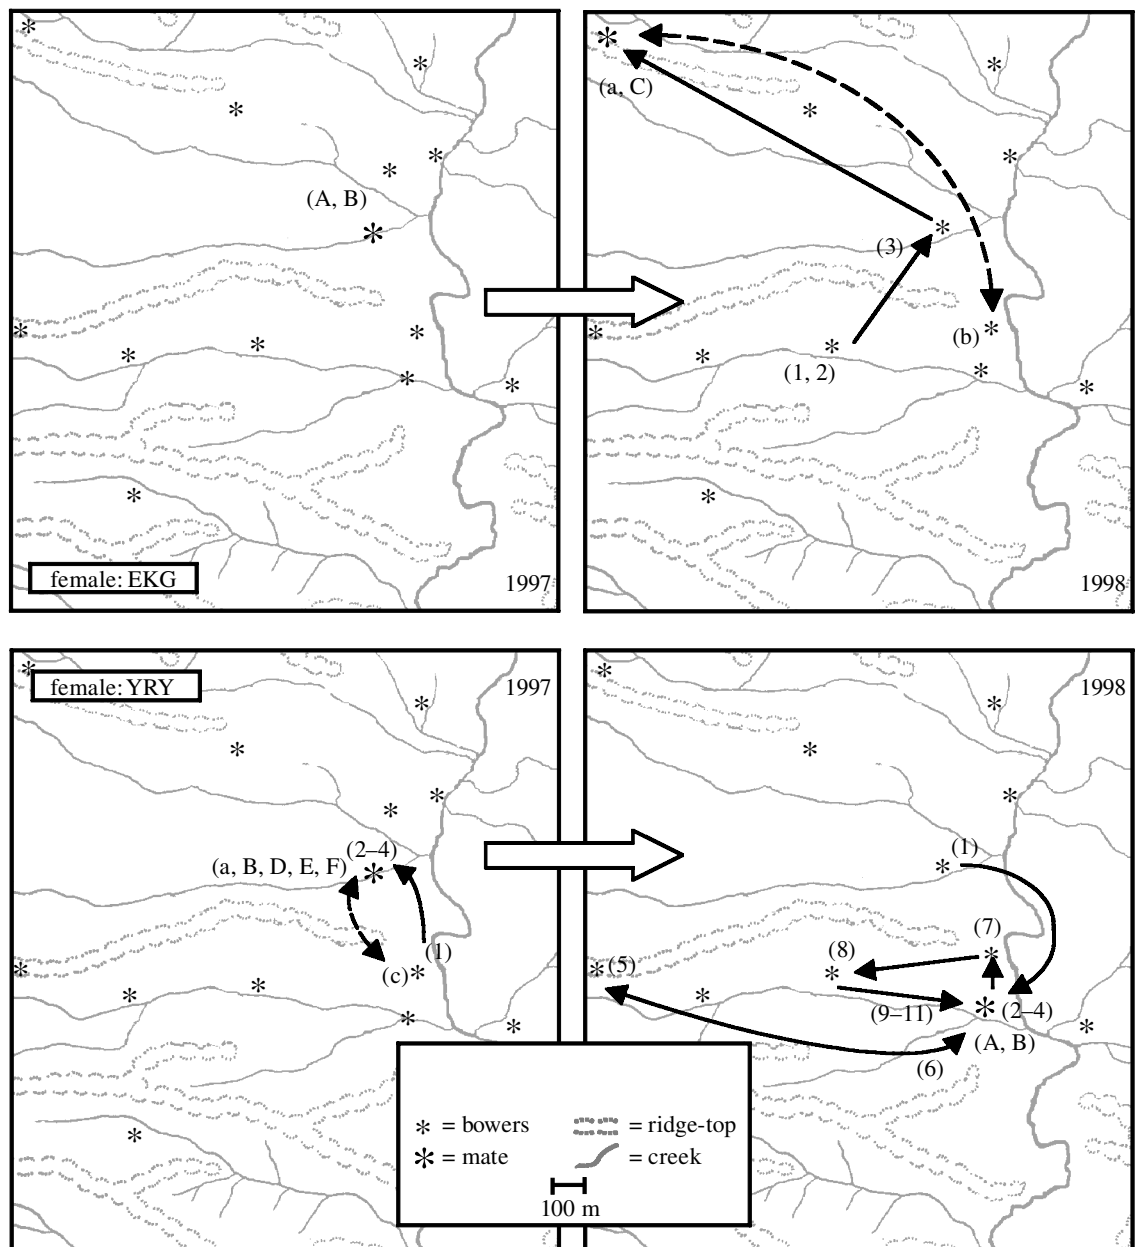 (A, B)
female: EKG
1997
(a, C)
(3)
(b)
(1, 2)
1998
female: YRY
1997
(2–4)
(a, B, D, E, F)
(1)
(c)
1998
(1)
(7)
(8)
(5)
(9–11)
(2–4)
(A, B)
(6)
* = bowers
= ridge-top
* = mate
= creek
100 m